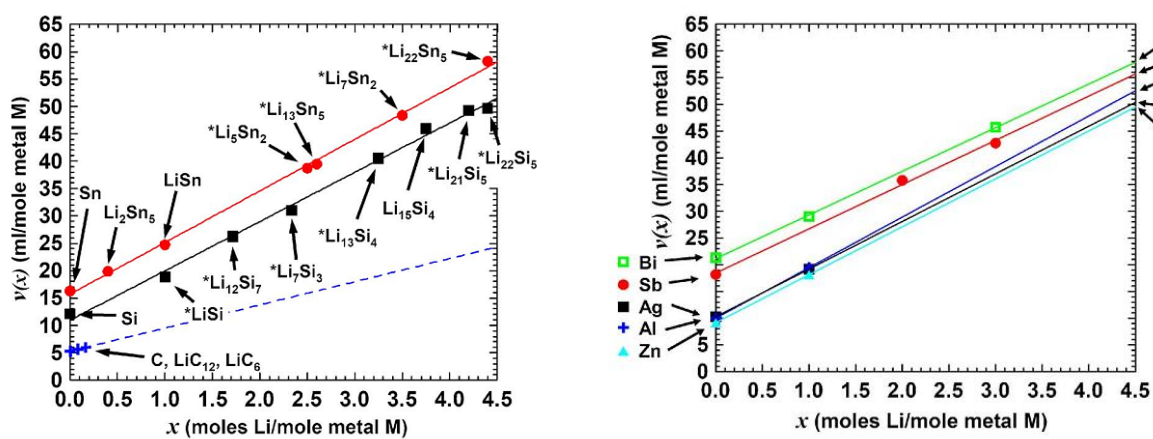 65
60
55
50
45
40
35
30
25
20
15
10
5
0
v(x) (ml/mole metal M)
*Li22Sn5
*Li7Sn2
*Li13Sn5
*Li5Sn2
LiSn
Li2Sn5
Sn
*Li22Si5
*Li21Si5
Li15Si4
*Li13Si4
*Li7Si3
*Li12Si7
*LiSi
Si
C, LiC12, LiC6
0.0 0.5 1.0 1.5 2.0 2.5 3.0 3.5 4.0 4.5
x (moles Li/mole metal M)
65
60
55
50
45
40
35
30
25
20
15
10
5
0
v(x) (ml/mole metal M)
Bi
Sb
Ag
Al
Zn
0.0 0.5 1.0 1.5 2.0 2.5 3.0 3.5 4.0 4.5
x (moles Li/mole metal M)